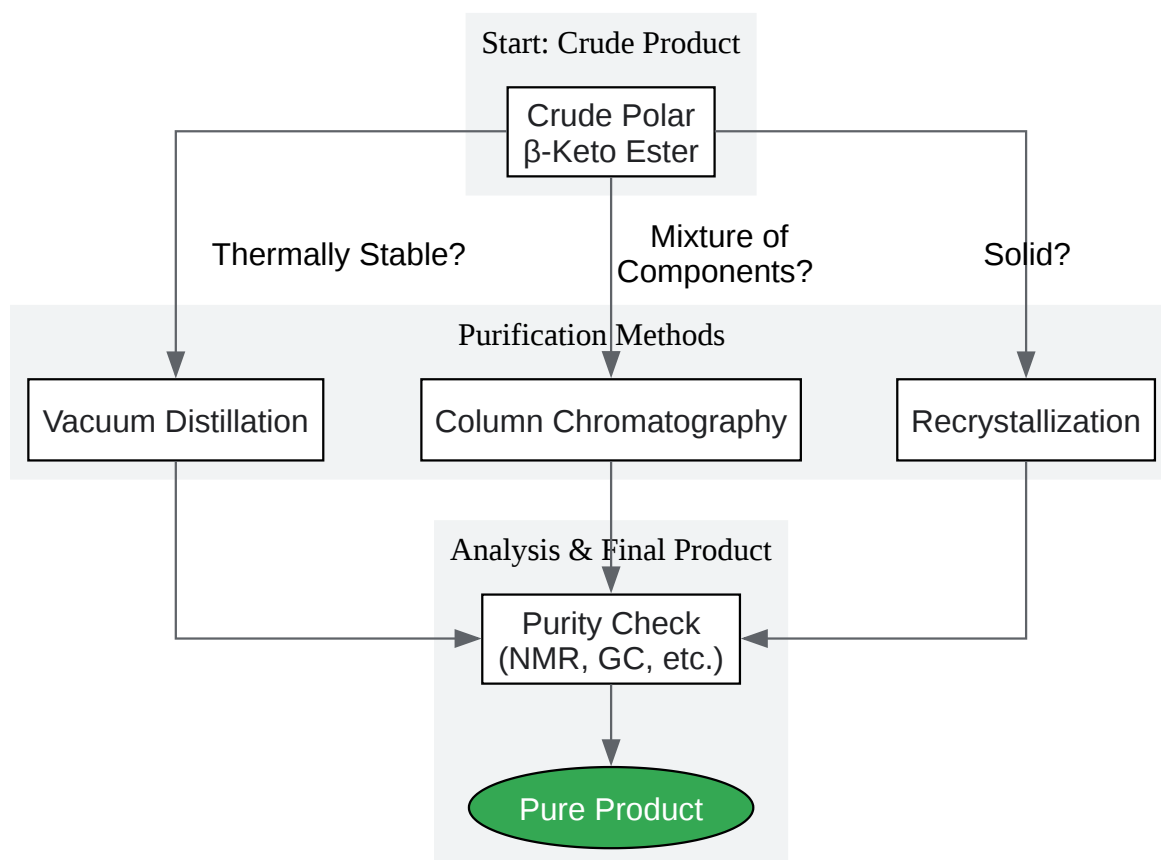 Start: Crude Product
Crude Polar
β-Keto Ester
Thermally Stable?
Mixture of
Components?
Solid?
Purification Methods
Vacuum Distillation
Column Chromatography
Recrystallization
Analysis & Final Product
Purity Check
(NMR, GC, etc.)
Pure Product